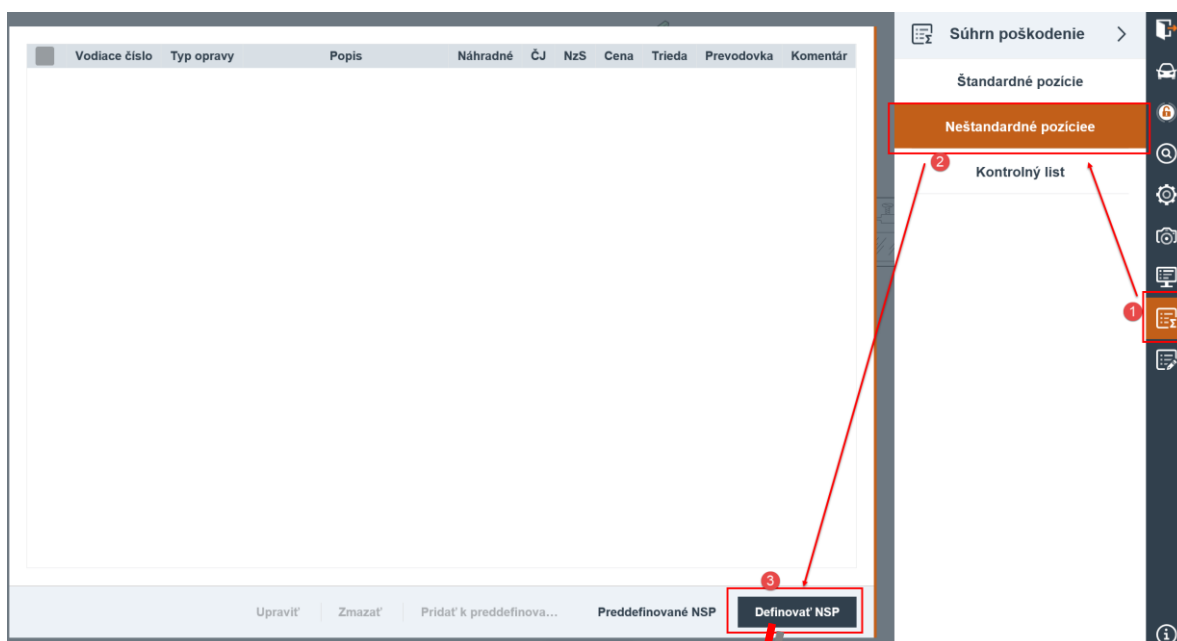 Vodiace číslo Typ opravy Popis Náhradné ČJ NzS Cena Trieda Prevodovka Komentár
Súhrn poškodenie
Štandardné pozície
Neštandardné pozíciee
2
Kontrolný list
1
3
Upraviť Zmazať Pridať k preddefinova... Preddefinované NSP Definovať NSP